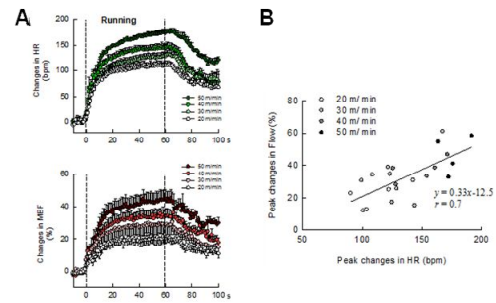 A
Running
Changes in HR
(bpm)
200
150
100
50
0
50 m/min
40 m/min
30 m/min
20 m/min
0
20
40
60
80
100 s
Changes in MEF
(%)
60
40
20
0
50 m/min
40 m/min
30 m/min
20 m/min
0
20
40
60
80
100 s
B
20 m/ min
30 m/ min
40 m/ min
50 m/ min
Peak changes in Flow (%)
80
60
40
20
0
y = 0.33x-12.5
r = 0.7
50
100
150
200
Peak changes in HR (bpm)